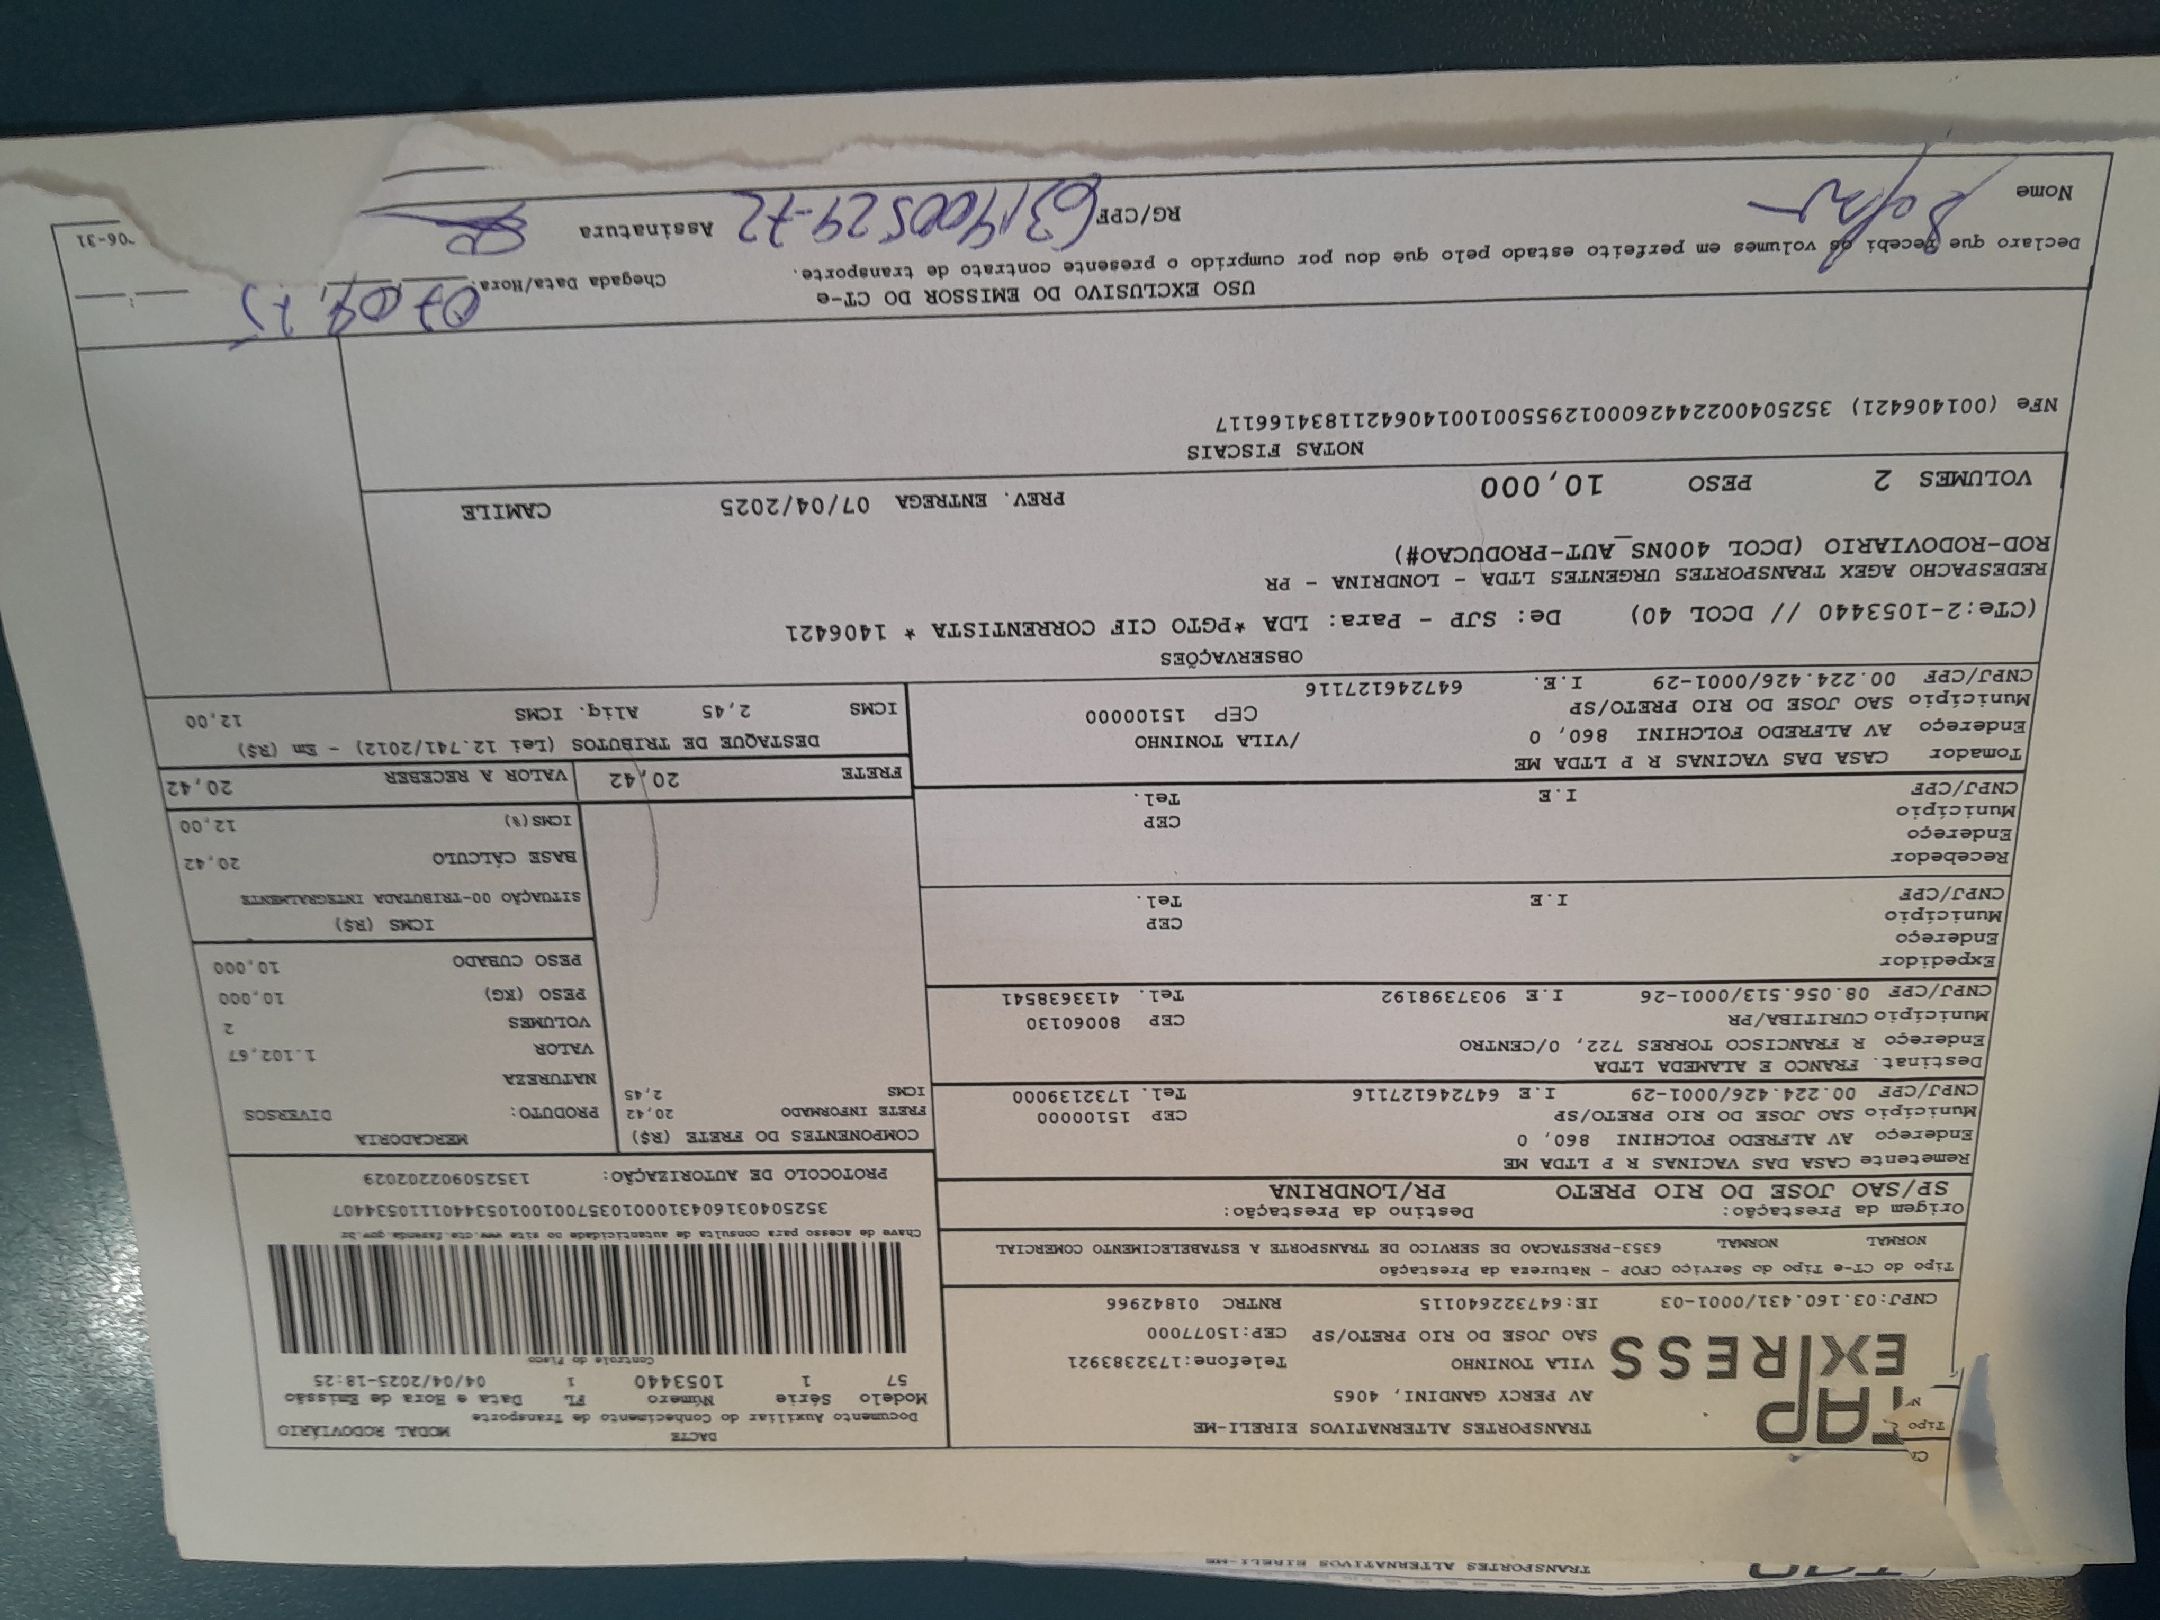 TAP
EXPRESS
TRANSPORTES ALTERNATIVOS EIRELI-ME
AV PERCY GANDINI, 4065
VILA TONINHO Telefone:1732383921
SAO JOSE DO RIO PRETO/SP CEP:15077000
CNPJ:03.160.431/0001-03 IE:647322640115 RNTRC 01842966
DACTE MODAL RODOVIÁRIO
Documento Auxiliar do Conhecimento de Transporte
Modelo Série Número FL Data e Hora de Emissão
57 1 1053440 1 04/04/2025-18:25
Controle do Fisco
Chave de acesso para consulta de autenticidade no site www.cte.fazenda.gov.br
35250403160431000103570010010534401110534407
PROTOCOLO DE AUTORIZAÇÃO: 135250902202029
Tipo do CT-e Tipo do Serviço CFOP - Natureza da Prestação
NORMAL NORMAL 6353-PRESTACAO DE SERVICO DE TRANSPORTE A ESTABELECIMENTO COMERCIAL
Origem da Prestação: Destino da Prestação:
SP/SAO JOSE DO RIO PRETO PR/LONDRINA
Remetente CASA DAS VACINAS R P LTDA ME
Endereço AV ALFREDO FOLCHINI 860, 0
Município SAO JOSE DO RIO PRETO/SP CEP 15100000
CNPJ/CPF 00.224.426/0001-29 I.E 647246127116 Tel. 1732139000
Destinat. FRANCO E ALAMEDA LTDA
Endereço R FRANCISCO TORRES 722, 0/CENTRO
Município CURITIBA/PR CEP 80060130
CNPJ/CPF 08.056.513/0001-26 I.E 9037398192 Tel. 4133638541
Expedidor
Endereço
Município CEP
CNPJ/CPF I.E Tel.
Recebedor
Endereço
Município CEP
CNPJ/CPF I.E Tel.
Tomador CASA DAS VACINAS R P LTDA ME
Endereço AV ALFREDO FOLCHINI 860, 0 /VILA TONINHO
Município SAO JOSE DO RIO PRETO/SP CEP 15100000
CNPJ/CPF 00.224.426/0001-29 I.E. 647246127116
COMPONENTES DO FRETE (R$)
FRETE INFORMADO 20,42
ICMS 2,45
MERCADORIA
PRODUTO: DIVERSOS
NATUREZA
VALOR 1.102,67
VOLUMES 2
PESO (KG) 10,000
PESO CUBADO 10,000
ICMS (R$)
SITUAÇÃO 00-TRIBUTADA INTEGRALMENTE
BASE CÁLCULO 20,42
ICMS(%) 12,00
FRETE 20,42 VALOR A RECEBER 20,42
DESTAQUE DE TRIBUTOS (Lei 12.741/2012) - Em (R$)
ICMS 2,45 Aliq. ICMS 12,00
OBSERVAÇÕES
(CTe:2-1053440 // DCOL 40) De: SJP - Para: LDA *PGTO CIF CORRENTISTA * 1406421
REDESPACHO AGEX TRANSPORTES URGENTES LTDA - LONDRINA - PR
ROD-RODOVIARIO (DCOL 400NS_AUT-PRODUCAO#)
VOLUMES 2 PESO 10,000 PREV. ENTREGA 07/04/2025 CAMILE
NOTAS FISCAIS
NFe (001406421) 35250400224426000129550010014064211834166117
USO EXCLUSIVO DO EMISSOR DO CT-e
Chegada Data/Hora 07 04 25
Declaro que recebi os volumes em perfeito estado pelo que dou por cumprido o presente contrato de transporte.
Nome RG/CPF 631400529-72 Assinatura
06-31
TRANSPORTES ALTERNATIVOS EIRELI-ME
Tipo